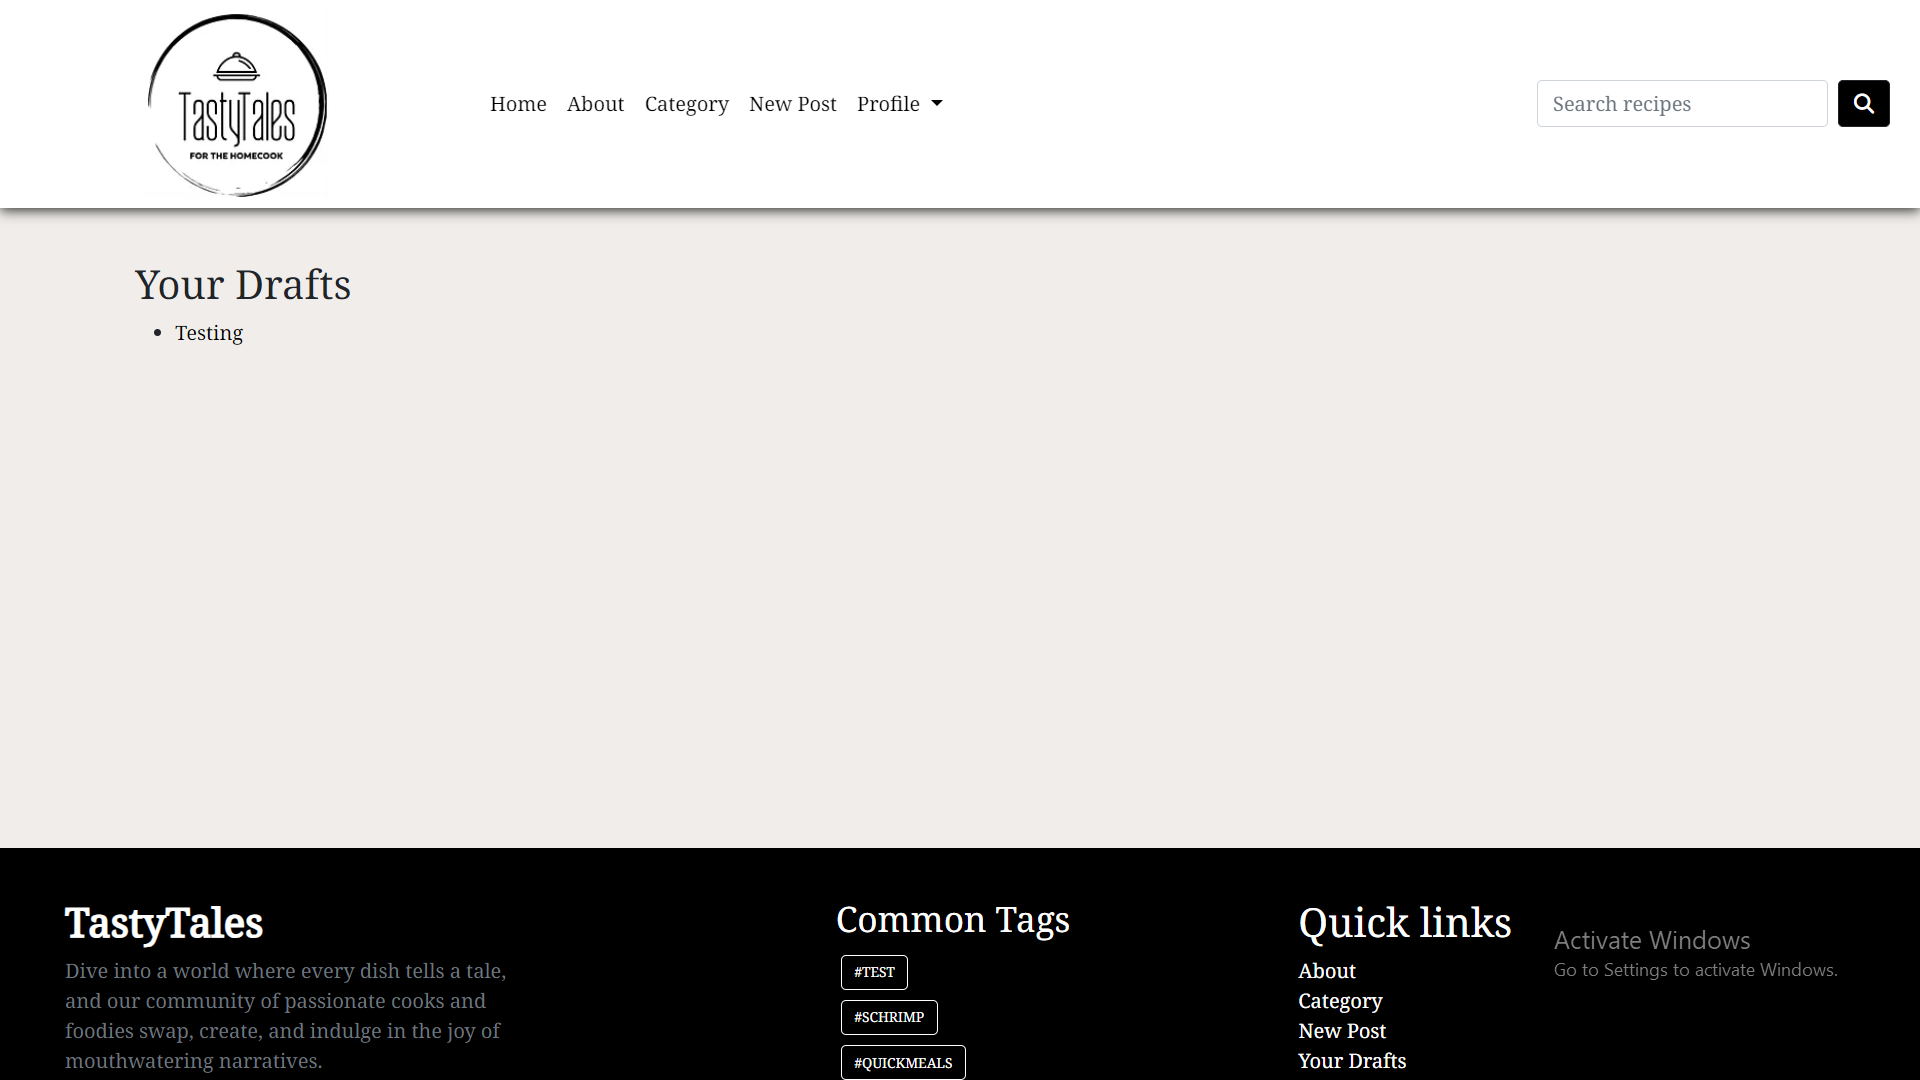 TastyTales
FOR THE HOMECOOK
Home About Category New Post Profile
Search recipes
Your Drafts
Testing
TastyTales
Dive into a world where every dish tells a tale,
and our community of passionate cooks and
foodies swap, create, and indulge in the joy of
mouthwatering narratives.
Common Tags
#TEST
#SCHRIMP
#QUICKMEALS
Quick links
About
Category
New Post
Your Drafts
Activate Windows
Go to Settings to activate Windows.